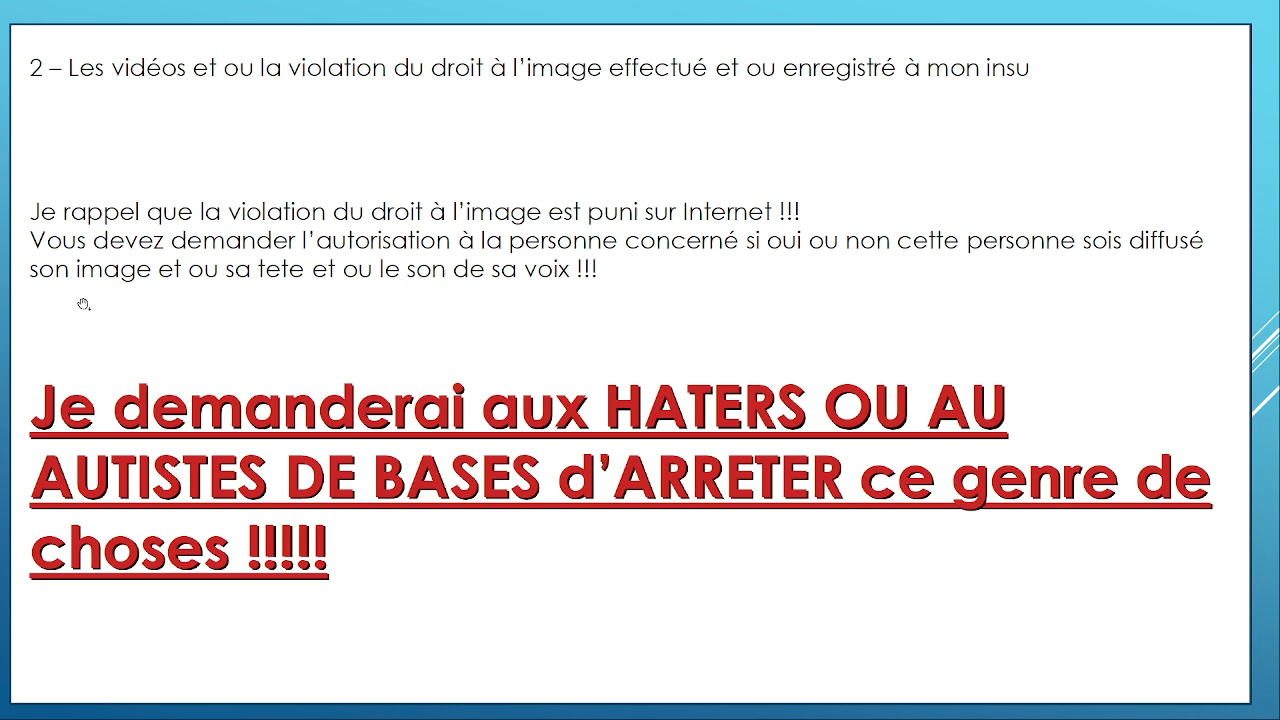 2 – Les vidéos et ou la violation du droit à l’image effectué et ou enregistré à mon insu
Je rappel que la violation du droit à l’image est puni sur Internet !!!
Vous devez demander l’autorisation à la personne concerné si oui ou non cette personne sois diffusé
son image et ou sa tete et ou le son de sa voix !!!
Je demanderai aux HATERS OU AU
AUTISTES DE BASES d’ARRETER ce genre de
choses !!!!!